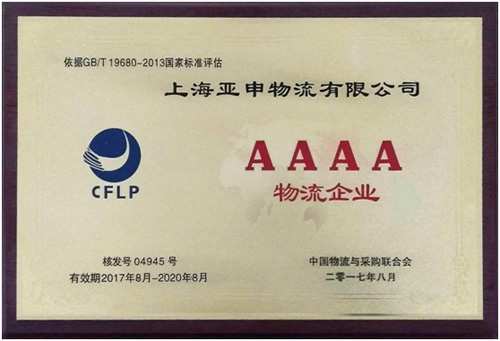 依据GB/T 19680-2013国家标准评估
上海亚申物流有限公司
AAAA
CFLP
物流企业
核发号 04945 号
中国物流与采购联合会
有效期2017年8月-2020年8月
二零一七年八月